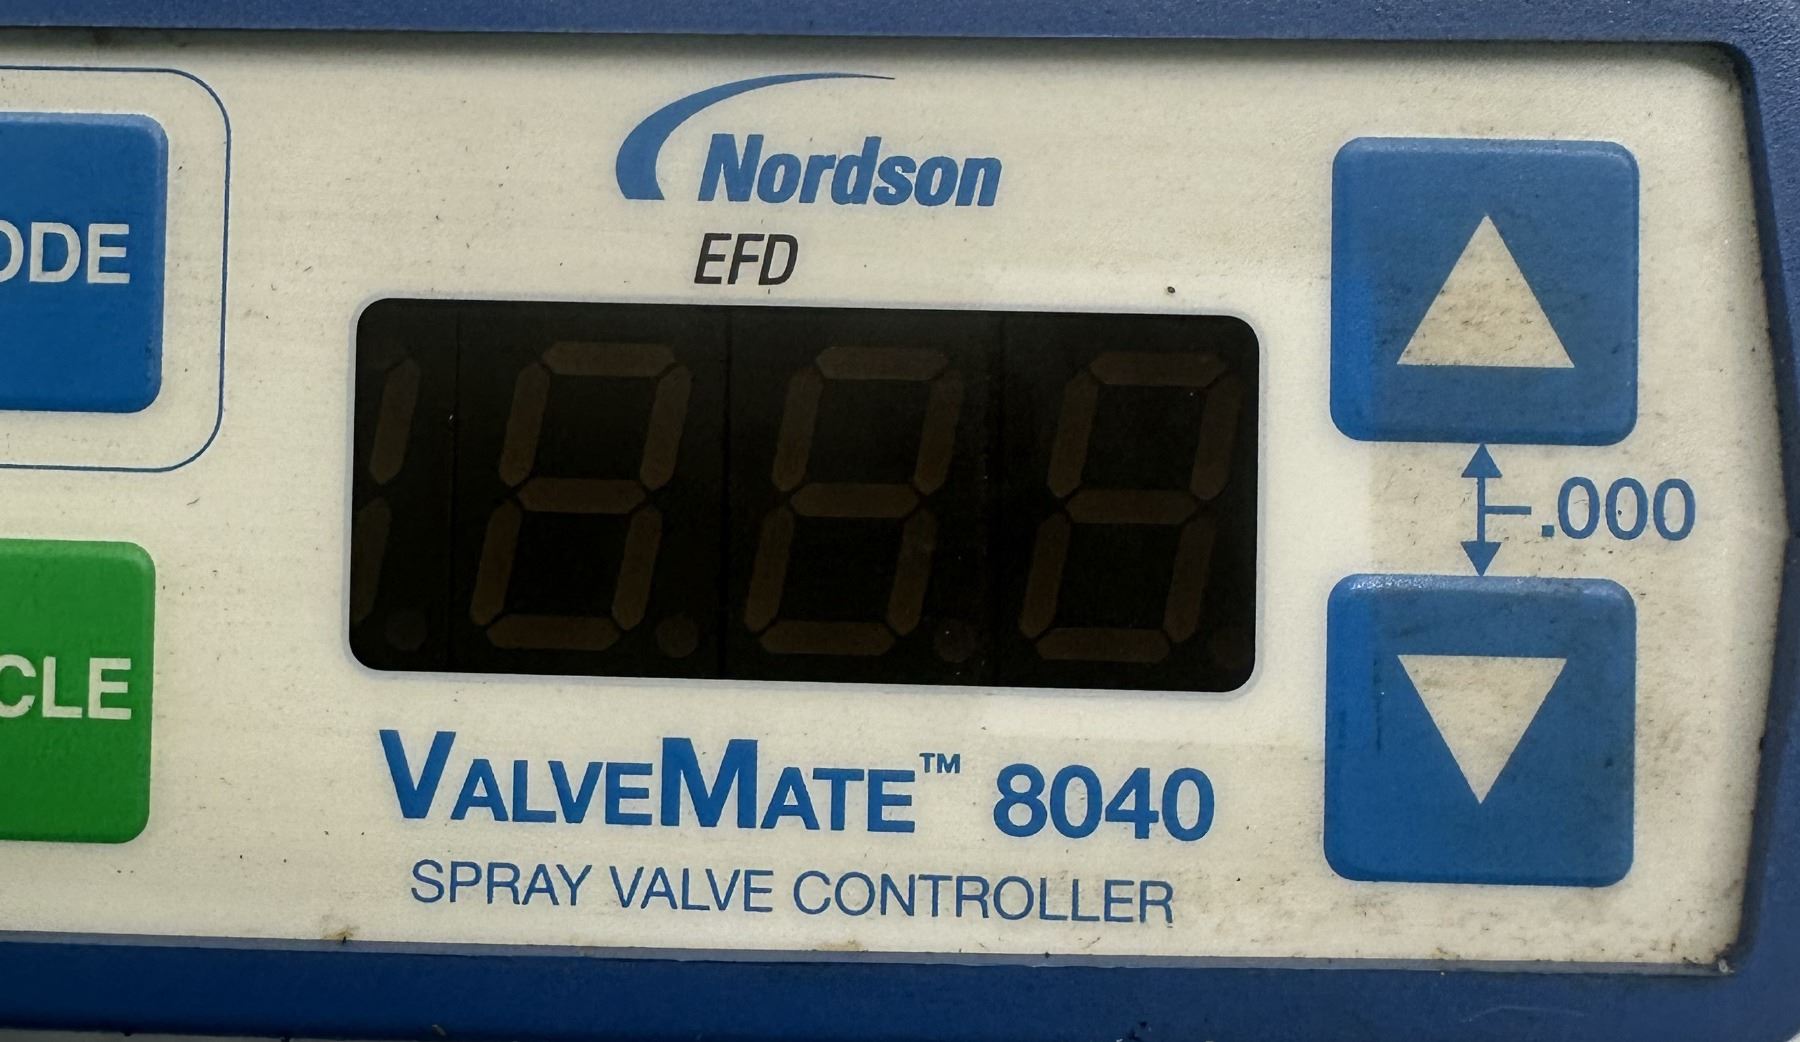 Nordson
EFD
ODE
.000
CLE
VALVEMATE™ 8040
SPRAY VALVE CONTROLLER